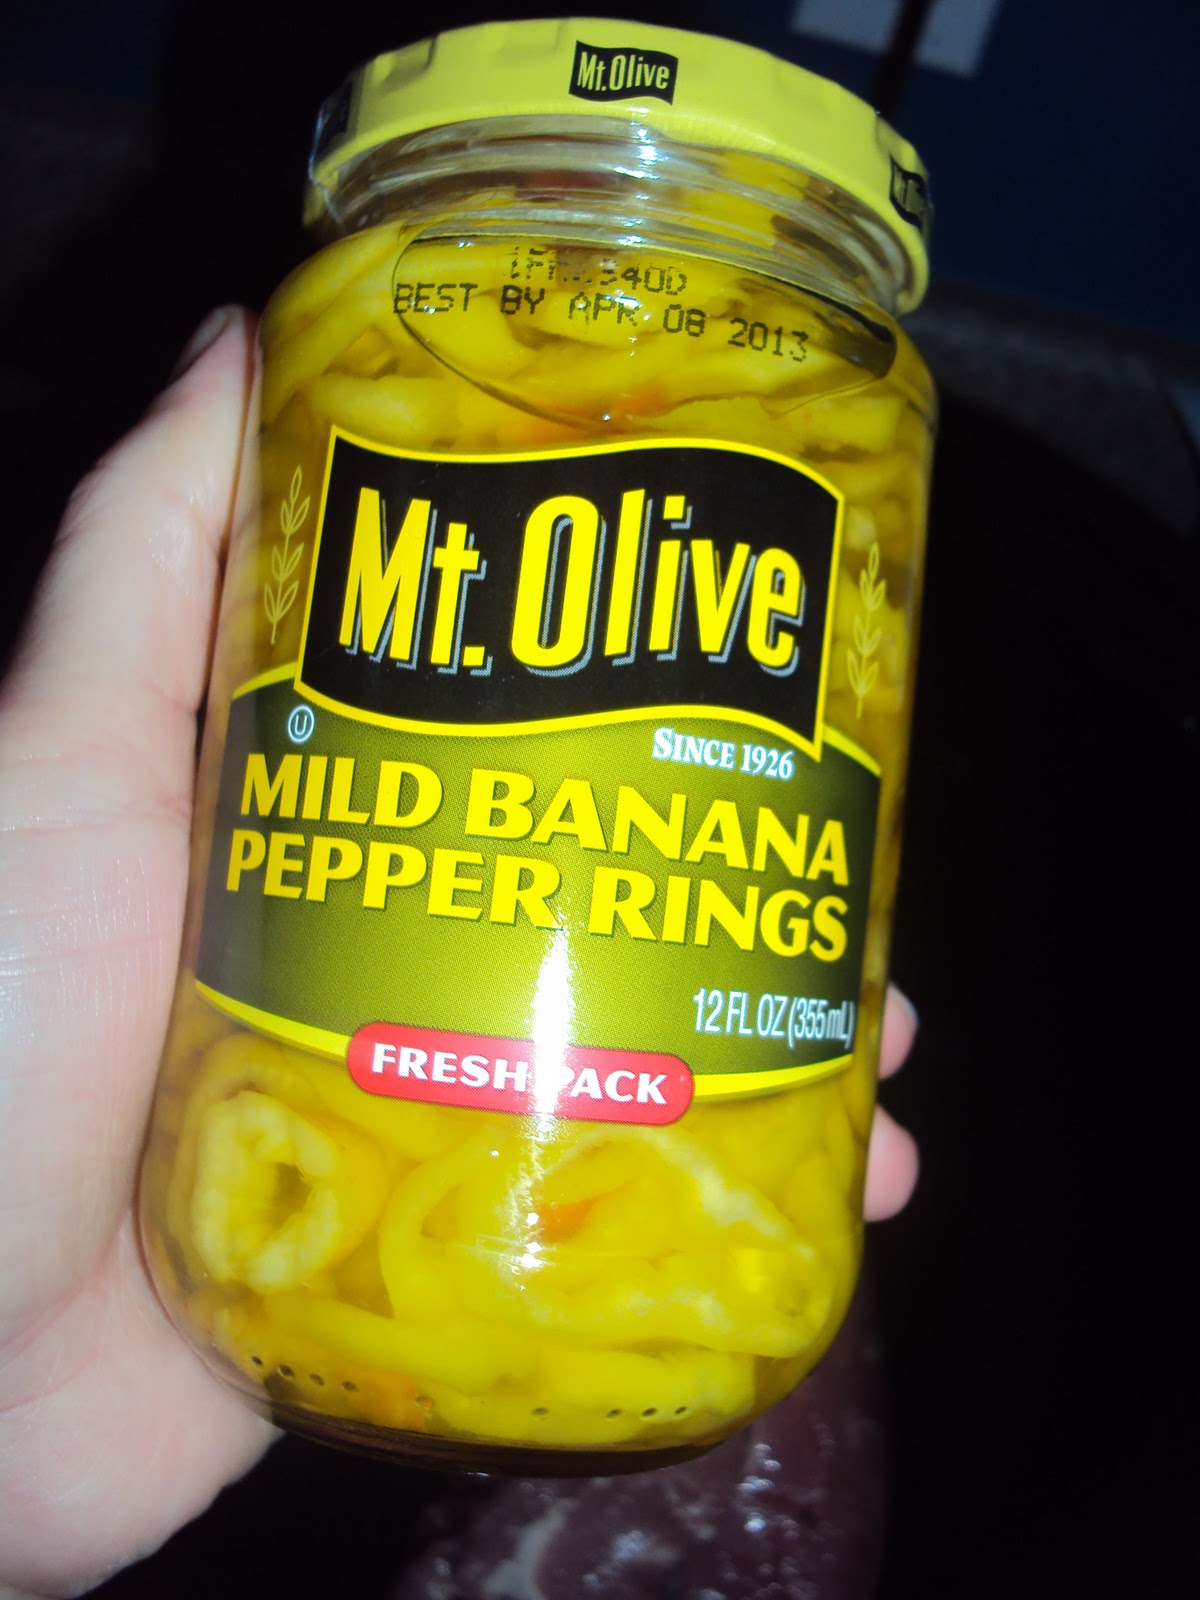 Mt. Olive
BEST BY APR 08 2013
Mt. Olive
U
SINCE 1926
MILD BANANA
PEPPER RINGS
12 FL OZ (355 mL)
FRESH PACK